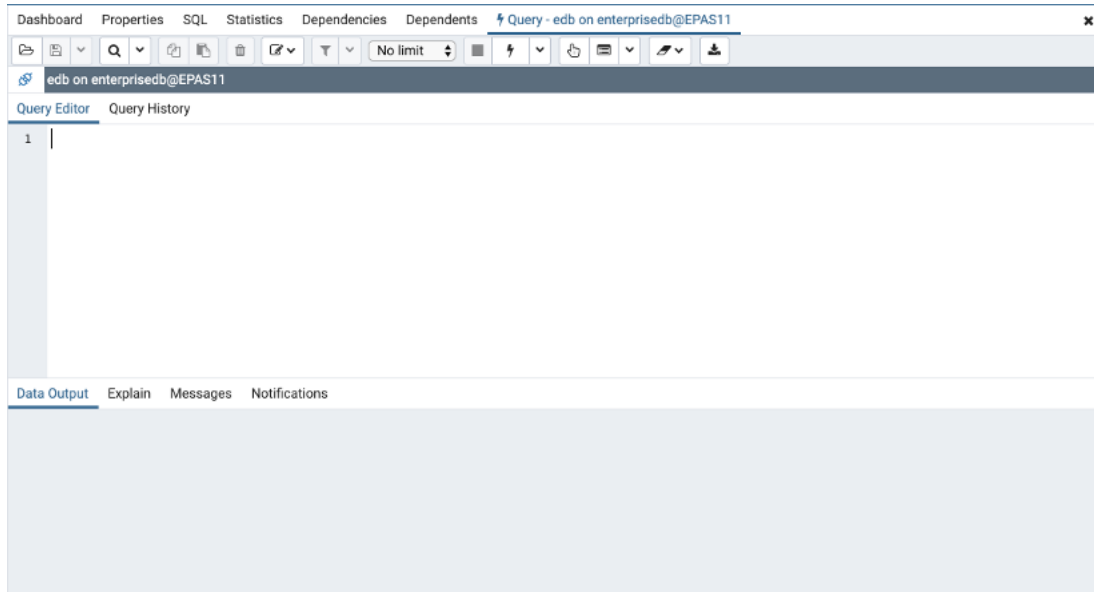 Dashboard Properties SQL Statistics Dependencies Dependents Query - edb on enterprisedb@EPAS11
No limit
edb on enterprisedb@EPAS11
Query Editor Query History
1
Data Output Explain Messages Notifications